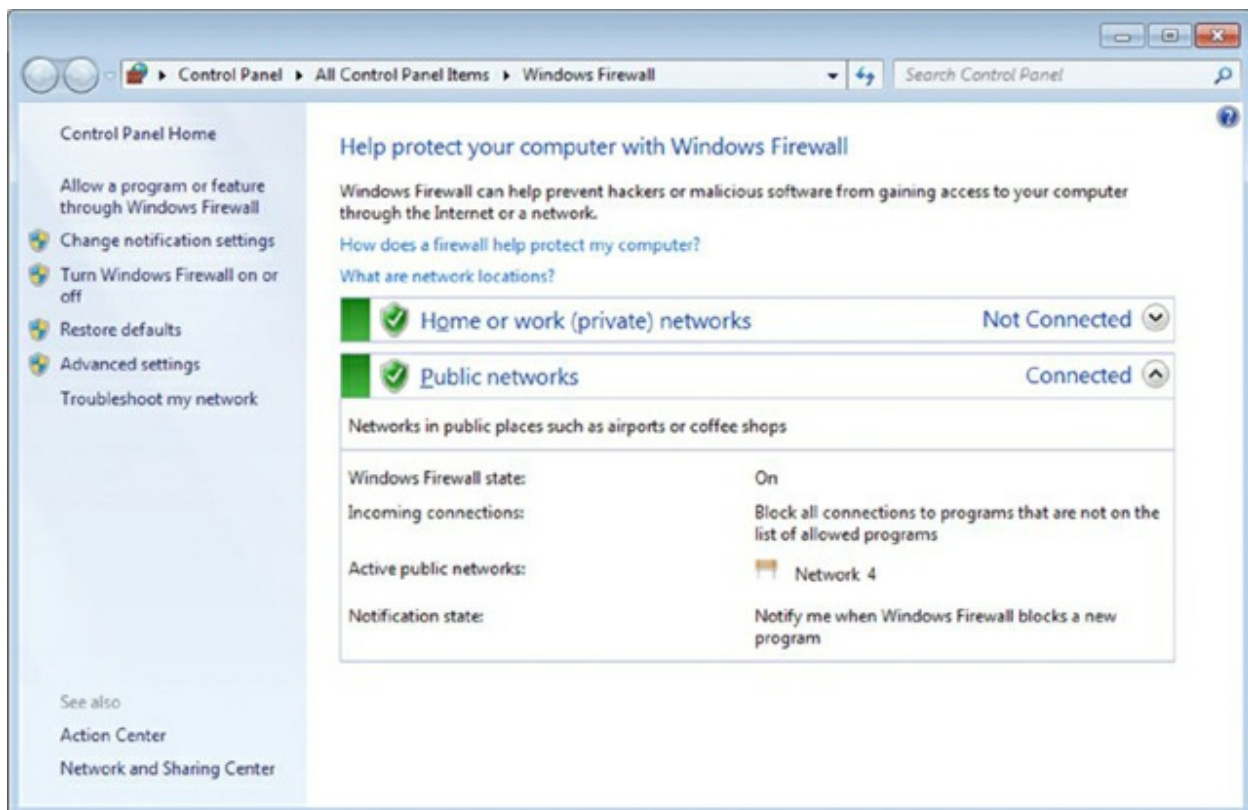 Control Panel ▸ All Control Panel Items ▸ Windows Firewall
Search Control Panel
Control Panel Home
Allow a program or feature
through Windows Firewall
Change notification settings
Turn Windows Firewall on or
off
Restore defaults
Advanced settings
Troubleshoot my network
See also
Action Center
Network and Sharing Center
Help protect your computer with Windows Firewall
Windows Firewall can help prevent hackers or malicious software from gaining access to your computer
through the Internet or a network.
How does a firewall help protect my computer?
What are network locations?
Home or work (private) networks Not Connected
Public networks Connected
Networks in public places such as airports or coffee shops
Windows Firewall state: On
Incoming connections: Block all connections to programs that are not on the
list of allowed programs
Active public networks: Network 4
Notification state: Notify me when Windows Firewall blocks a new
program